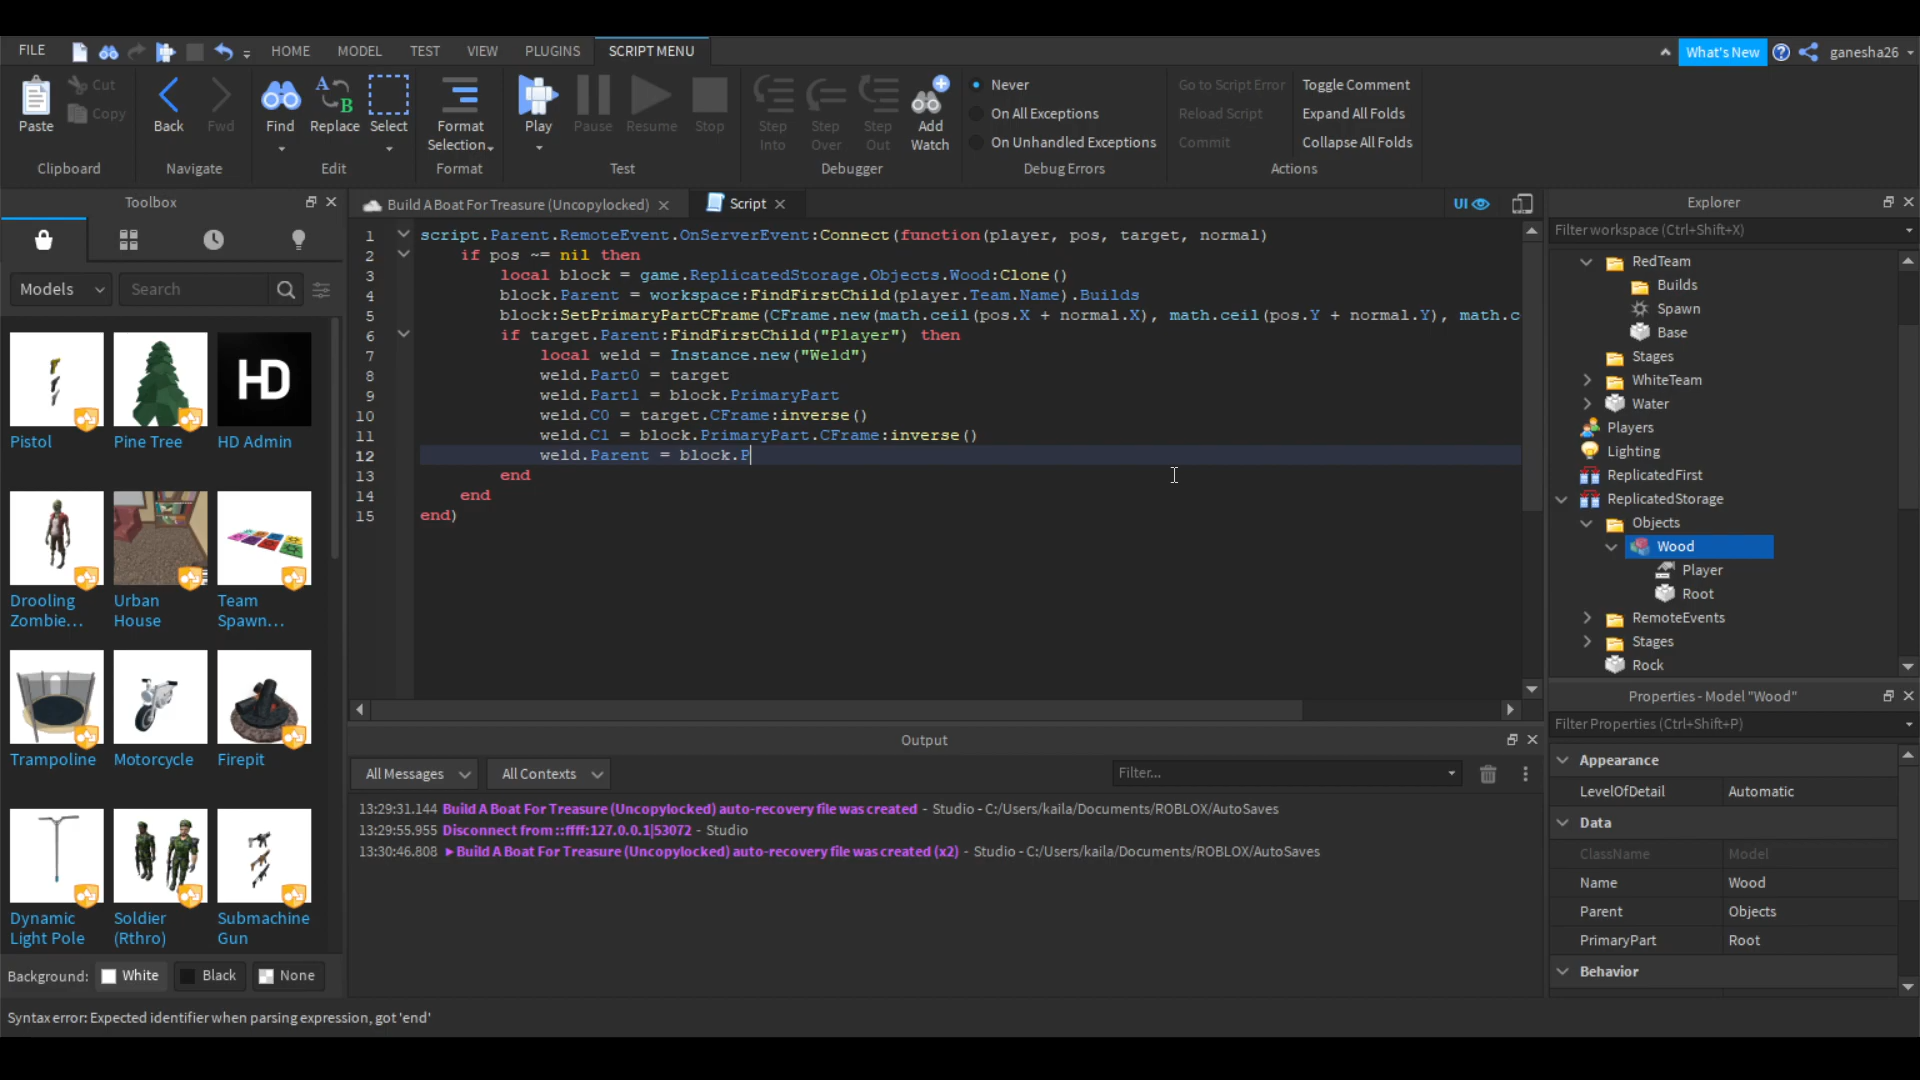 FILE
HOME
MODEL
TEST
VIEW
PLUGINS
SCRIPT MENU
What's New
ganesha26
Paste
Cut
Copy
Clipboard
Back
Fwd
Navigate
Find
Replace
Select
Edit
Format
Selection
Format
Play
Pause
Resume
Stop
Test
Step
Into
Step
Over
Step
Out
Add
Watch
Debugger
Never
On All Exceptions
On Unhandled Exceptions
Debug Errors
Go to Script Error
Reload Script
Commit
Toggle Comment
Expand All Folds
Collapse All Folds
Actions
Toolbox
Models
Search
Pistol
Pine Tree
HD
HD Admin
Drooling
Zombie...
Urban
House
Team
Spawn...
Trampoline
Motorcycle
Firepit
Dynamic
Light Pole
Soldier
(Rthro)
Submachine
Gun
Background:
White
Black
None
Build A Boat For Treasure (Uncopylocked)
Script
UI
1 script.Parent.RemoteEvent.OnServerEvent:Connect(function(player, pos, target, normal)
2 if pos ~= nil then
3 local block = game.ReplicatedStorage.Objects.Wood:Clone()
4 block.Parent = workspace:FindFirstChild(player.Team.Name).Builds
5 block:SetPrimaryPartCFrame(CFrame.new(math.ceil(pos.X + normal.X), math.ceil(pos.Y + normal.Y), math.c
6 if target.Parent:FindFirstChild("Player") then
7 local weld = Instance.new("Weld")
8 weld.Part0 = target
9 weld.Part1 = block.PrimaryPart
10 weld.C0 = target.CFrame:inverse()
11 weld.C1 = block.PrimaryPart.CFrame:inverse()
12 weld.Parent = block.P
13 end
14 end
15 end)
Output
All Messages
All Contexts
Filter...
13:29:31.144 Build A Boat For Treasure (Uncopylocked) auto-recovery file was created - Studio - C:/Users/kaila/Documents/ROBLOX/AutoSaves
13:29:55.955 Disconnect from ::ffff:127.0.0.1|53072 - Studio
13:30:46.808 Build A Boat For Treasure (Uncopylocked) auto-recovery file was created (x2) - Studio - C:/Users/kaila/Documents/ROBLOX/AutoSaves
Explorer
Filter workspace (Ctrl+Shift+X)
RedTeam
Builds
Spawn
Base
Stages
WhiteTeam
Water
Players
Lighting
ReplicatedFirst
ReplicatedStorage
Objects
Wood
Player
Root
RemoteEvents
Stages
Rock
Properties - Model "Wood"
Filter Properties (Ctrl+Shift+P)
Appearance
LevelOfDetail Automatic
Data
ClassName Model
Name Wood
Parent Objects
PrimaryPart Root
Behavior
Syntax error: Expected identifier when parsing expression, got 'end'